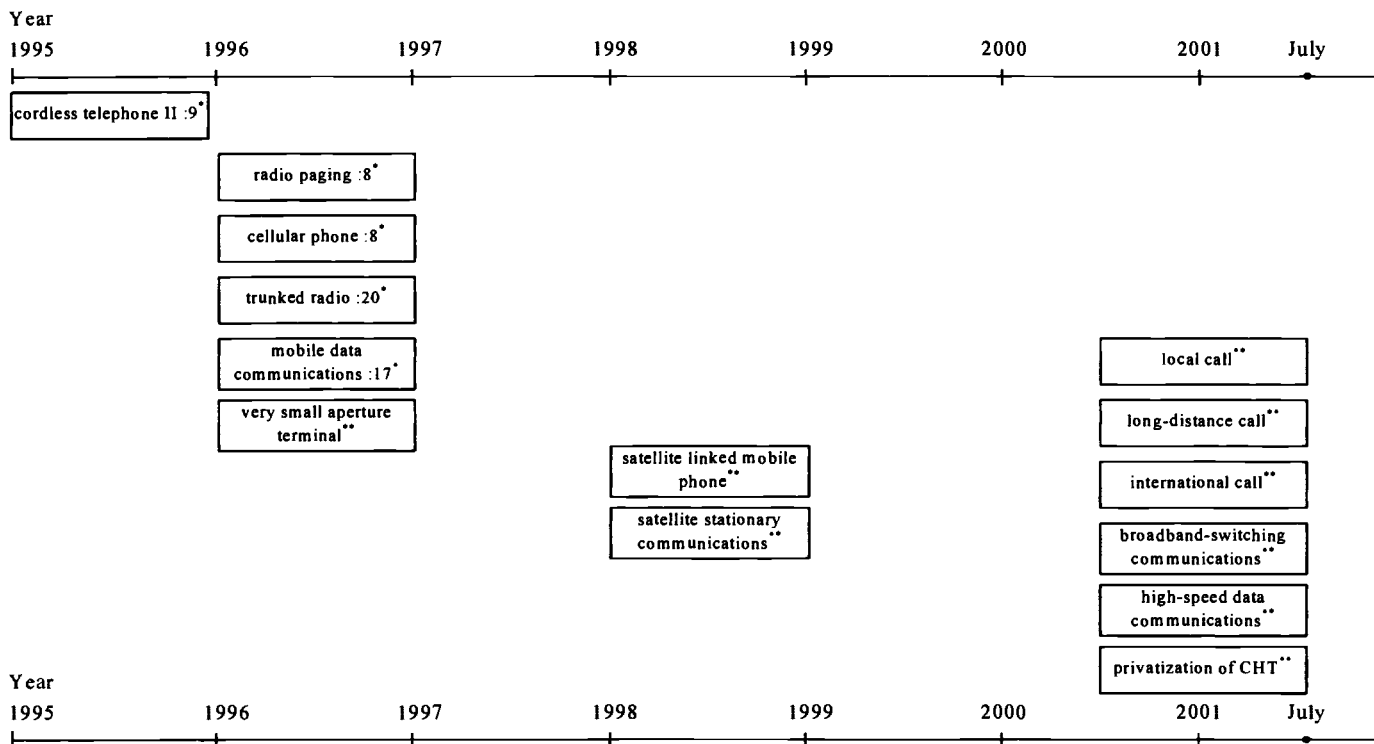 Year
1995 1996 1997 1998 1999 2000 2001 July
cordless telephone II :9*
radio paging :8*
cellular phone :8*
trunked radio :20*
mobile data
communications :17*
very small aperture
terminal**
satellite linked mobile
phone**
satellite stationary
communications**
local call**
long-distance call**
international call**
broadband-switching
communications**
high-speed data
communications**
privatization of CHT**
Year
1995 1996 1997 1998 1999 2000 2001 July